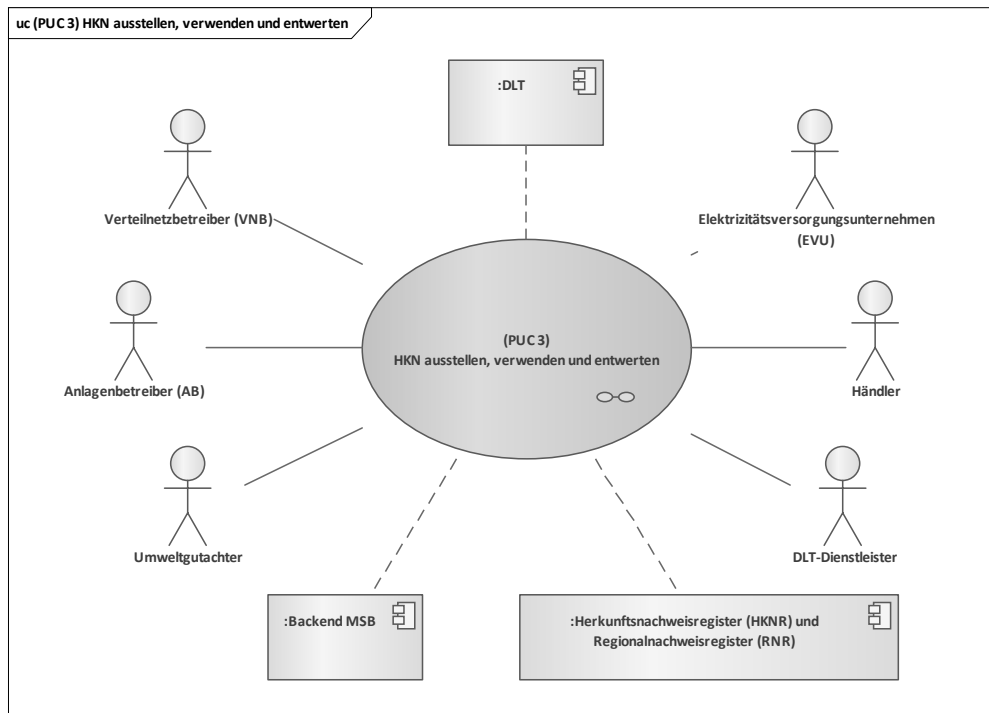 uc (PUC 3) HKN ausstellen, verwenden und entwerten
:DLT
Verteilnetzbetreiber (VNB)
Elektrizitätsversorgungsunternehmen
(EVU)
(PUC 3)
HKN ausstellen, verwenden und entwerten
Anlagenbetreiber (AB)
Händler
Umweltgutachter
DLT-Dienstleister
:Backend MSB
:Herkunftsnachweisregister (HKNR) und
Regionalnachweisregister (RNR)